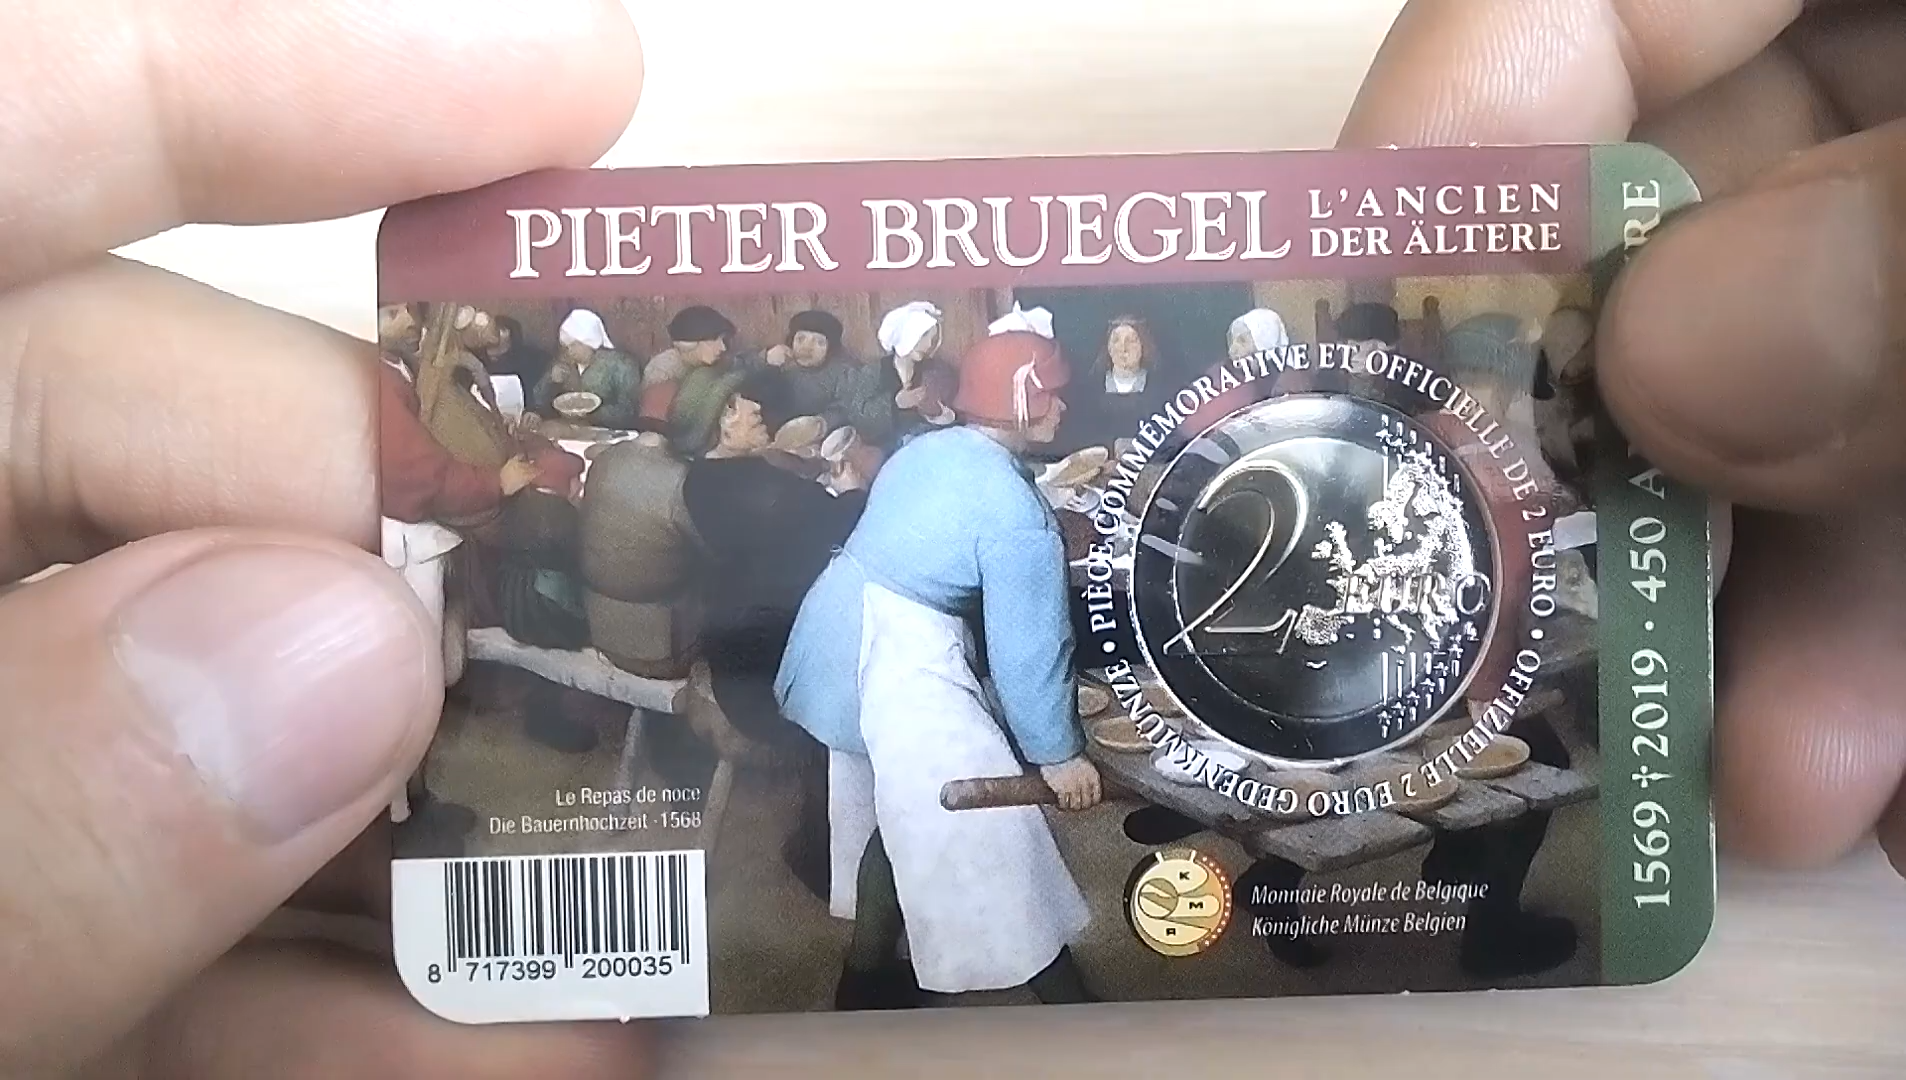 PIETER BRUEGEL
L'ANCIEN
DER ÄLTERE
• PIÈCE COMMÉMORATIVE ET OFFICIELLE DE 2 EURO • OFFIZIELLE 2 EURO GEDENKMÜNZE
2 EURO
1569 † 2019 • 450
Le Repas de noce
Die Bauernhochzeit · 1568
8 717399 200035
K
M
Monnaie Royale de Belgique
Königliche Münze Belgien